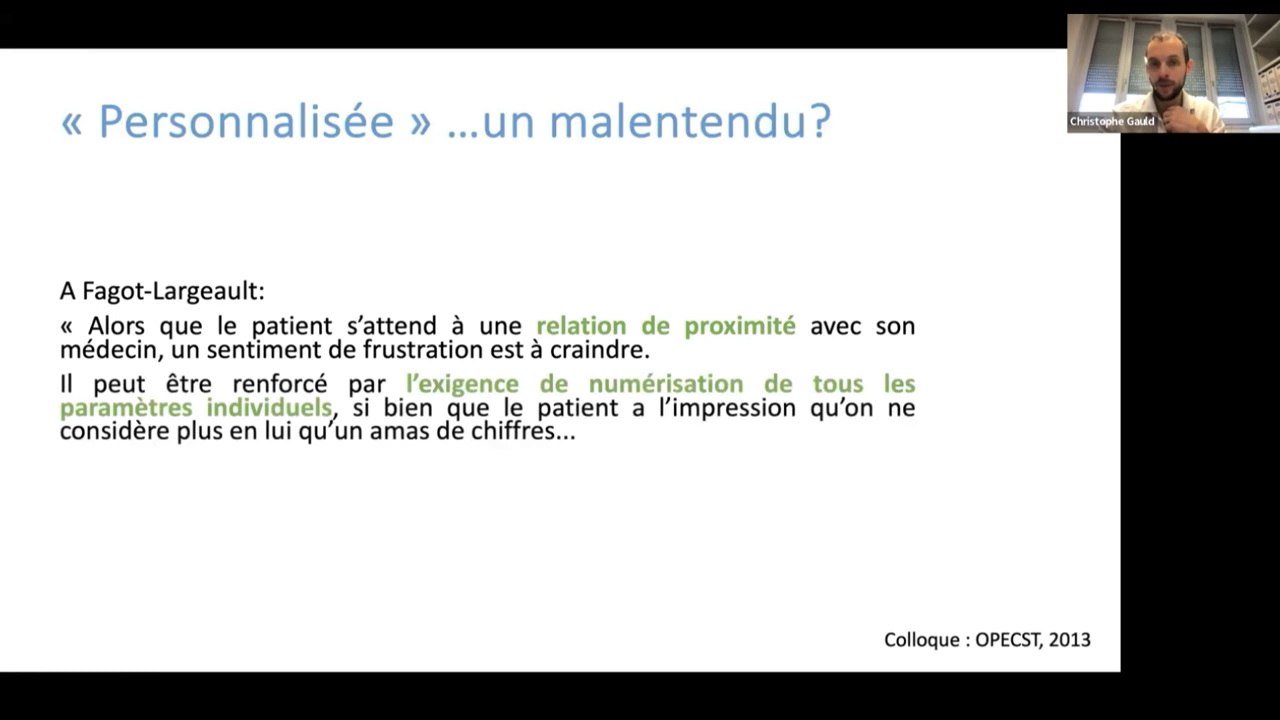 « Personnalisée » ...un malentendu?
Christophe Gauld
A Fagot-Largeault:
« Alors que le patient s’attend à une relation de proximité avec son
médecin, un sentiment de frustration est à craindre.
Il peut être renforcé par l’exigence de numérisation de tous les
paramètres individuels, si bien que le patient a l’impression qu’on ne
considère plus en lui qu’un amas de chiffres...
Colloque : OPECST, 2013